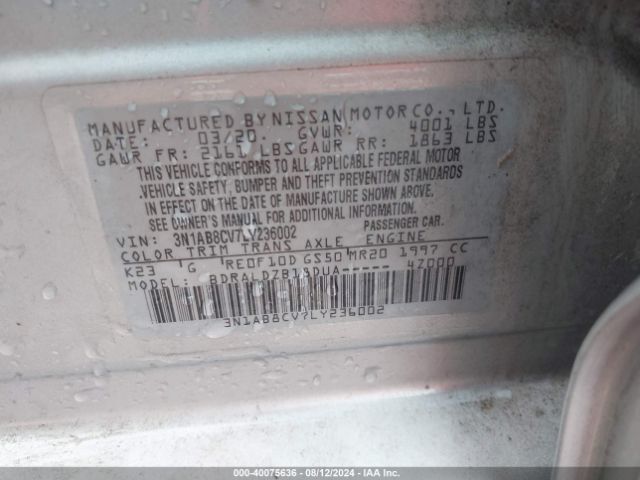 MANUFACTURED BY NISSAN MOTOR CO., LTD.
DATE: 03/20 GVWR: 4001 LBS
GAWR FR: 2161 LBS GAWR RR: 1863 LBS
THIS VEHICLE CONFORMS TO ALL APPLICABLE FEDERAL MOTOR
VEHICLE SAFETY, BUMPER AND THEFT PREVENTION STANDARDS
IN EFFECT ON THE DATE OF MANUFACTURE SHOWN ABOVE.
SEE OWNER'S MANUAL FOR ADDITIONAL INFORMATION
VIN: 3N1AB8CV7LY236002 PASSENGER CAR.
COLOR TRIM TRANS AXLE ENGINE
K23 G RE0F10D GS50 MR20 1997 CC
MODEL: BDRALDZB18DUA----- 4Z000
3N1AB8CV7LY236002
000-40075636 - 08/12/2024 - IAA Inc.